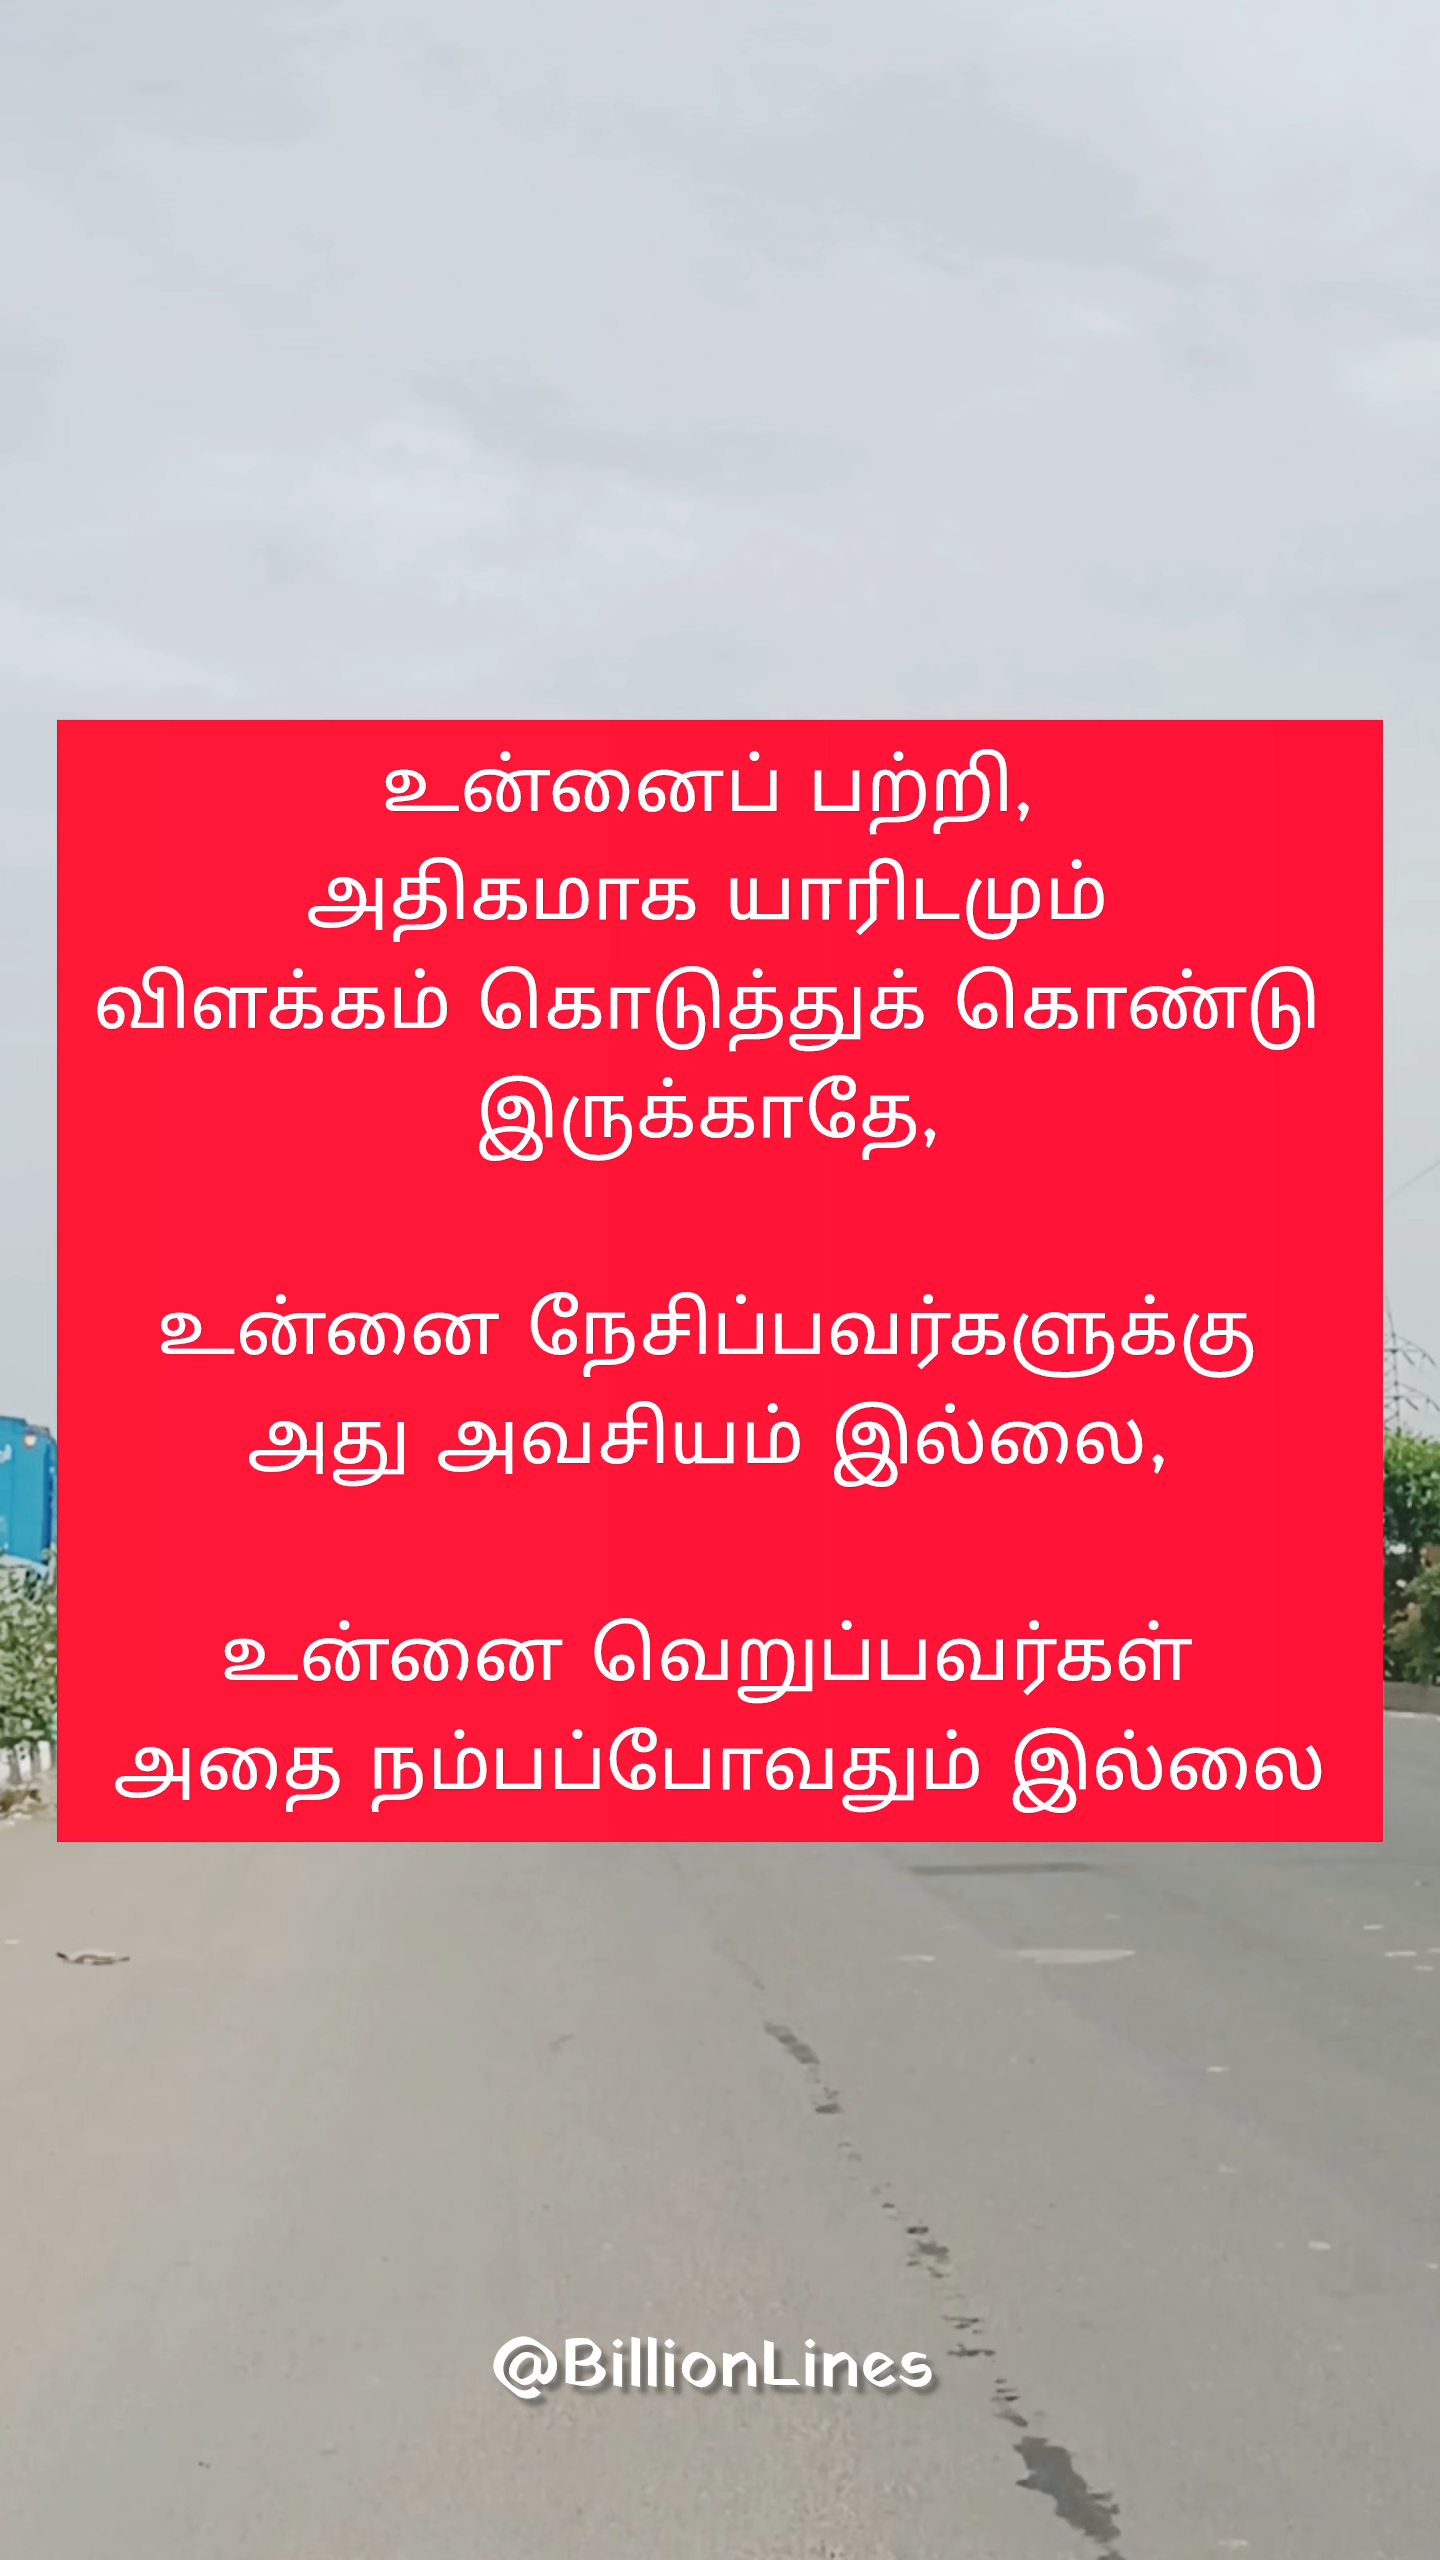 உன்னைப் பற்றி,
அதிகமாக யாரிடமும்
விளக்கம் கொடுத்துக் கொண்டு
இருக்காதே,
உன்னை நேசிப்பவர்களுக்கு
அது அவசியம் இல்லை,
உன்னை வெறுப்பவர்கள்
அதை நம்பப்போவதும் இல்லை
@BillionLines